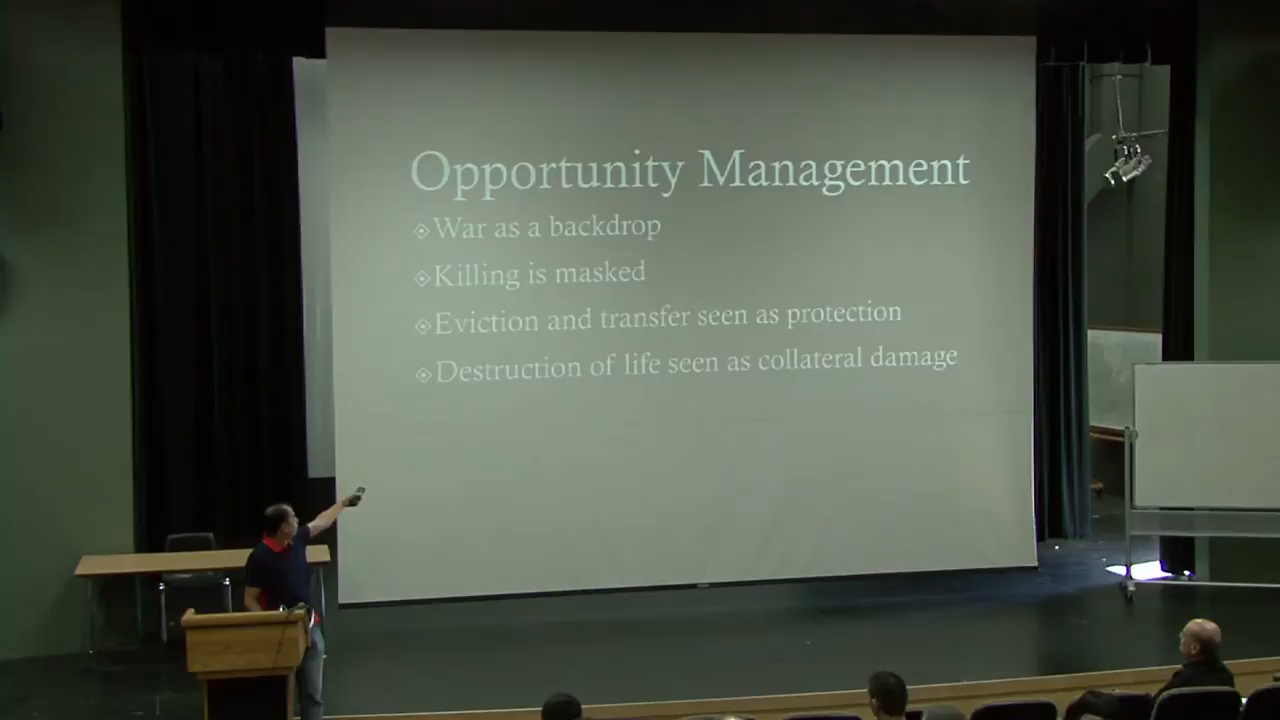 Opportunity Management
War as a backdrop
Killing is masked
Eviction and transfer seen as protection
Destruction of life seen as collateral damage